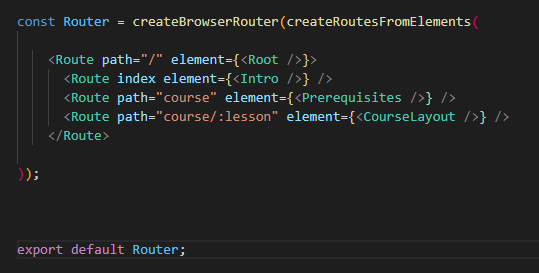 const Router = createBrowserRouter(createRoutesFromElements(
<Route path="/" element={<Root />}>
<Route index element={<Intro />} />
<Route path="course" element={<Prerequisites />} />
<Route path="course/:lesson" element={<CourseLayout />} />
</Route>
));
export default Router;